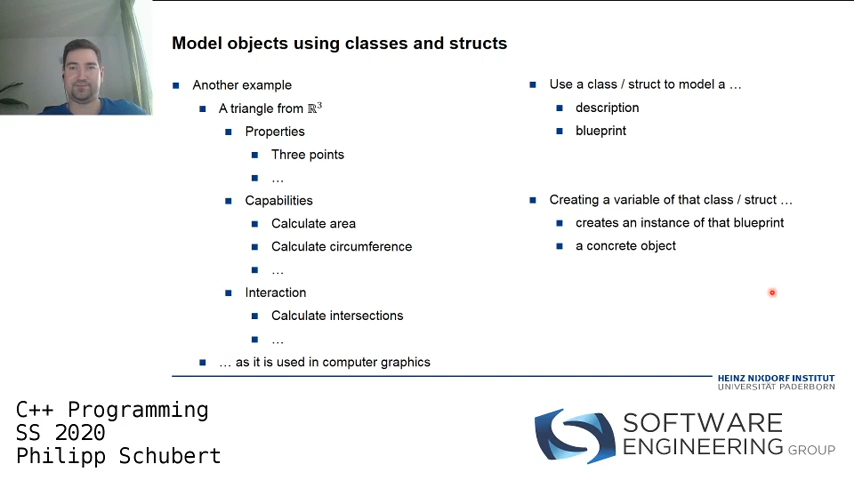 Model objects using classes and structs
Another example
A triangle from ℝ³
Properties
Three points
…
Capabilities
Calculate area
Calculate circumference
…
Interaction
Calculate intersections
…
… as it is used in computer graphics
Use a class / struct to model a …
description
blueprint
Creating a variable of that class / struct …
creates an instance of that blueprint
a concrete object
HEINZ NIXDORF INSTITUT
UNIVERSITÄT PADERBORN
C++ Programming
SS 2020
Philipp Schubert
SOFTWARE
ENGINEERING GROUP